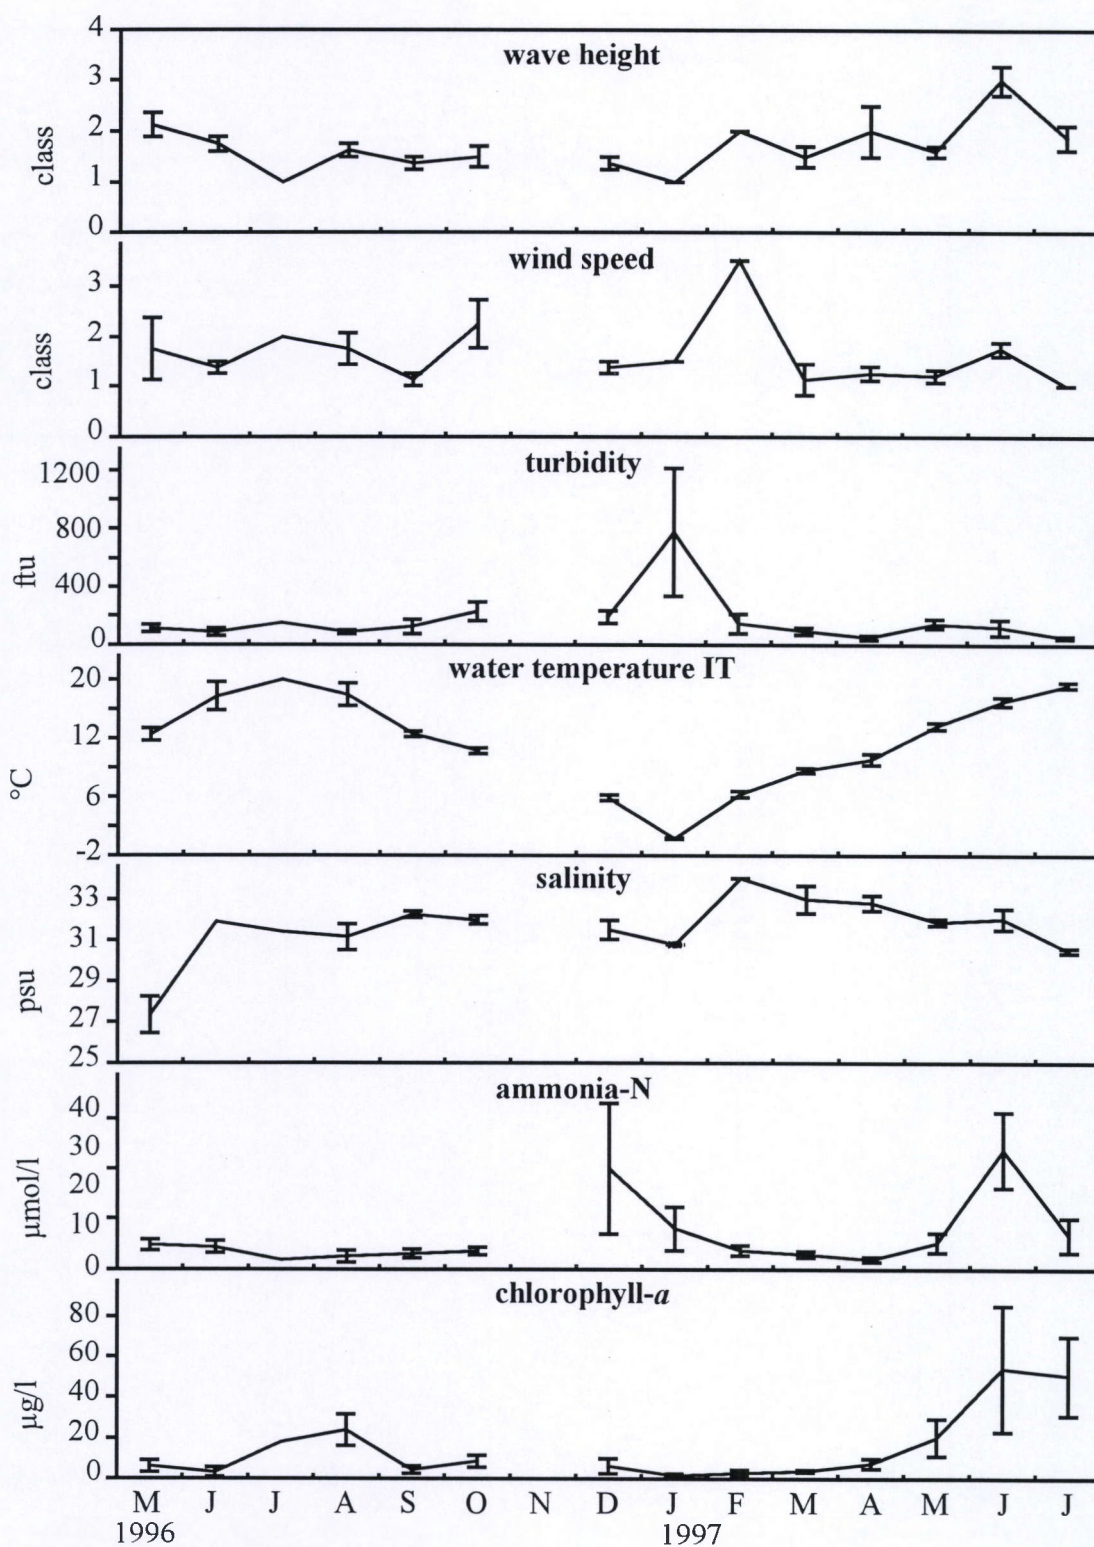 wave height
class
4
3
2
1
0
wind speed
class
3
2
1
0
turbidity
ftu
1200
800
400
0
water temperature IT
°C
20
12
6
-2
salinity
psu
33
31
29
27
25
ammonia-N
µmol/l
40
30
20
10
0
chlorophyll-a
µg/l
80
60
40
20
0
M J J A S O N D J F M A M J J
1996 1997